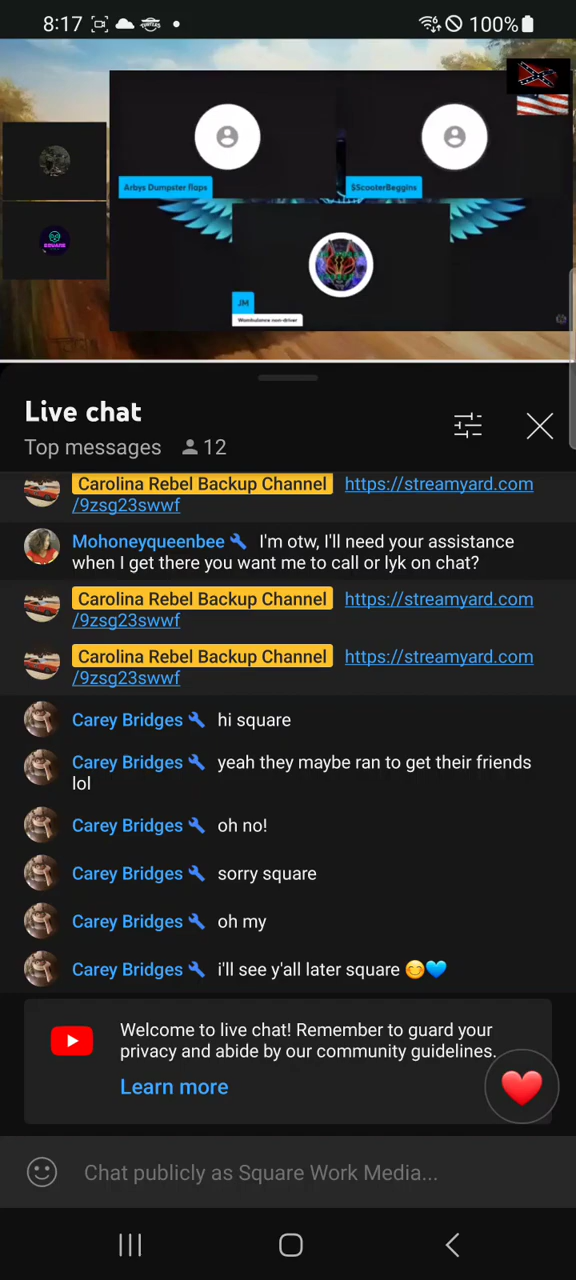 8:17
100%
Arbys Dumpster flaps
$ScooterBeggins
SQUARE
JM
Wambulance non-driver
Live chat
Top messages 12
Carolina Rebel Backup Channel https://streamyard.com
/9zsg23swwf
Mohoneyqueenbee I'm otw, I'll need your assistance
when I get there you want me to call or lyk on chat?
Carolina Rebel Backup Channel https://streamyard.com
/9zsg23swwf
Carolina Rebel Backup Channel https://streamyard.com
/9zsg23swwf
Carey Bridges hi square
Carey Bridges yeah they maybe ran to get their friends
lol
Carey Bridges oh no!
Carey Bridges sorry square
Carey Bridges oh my
Carey Bridges i'll see y'all later square 😊💙
Welcome to live chat! Remember to guard your
privacy and abide by our community guidelines.
Learn more
Chat publicly as Square Work Media...